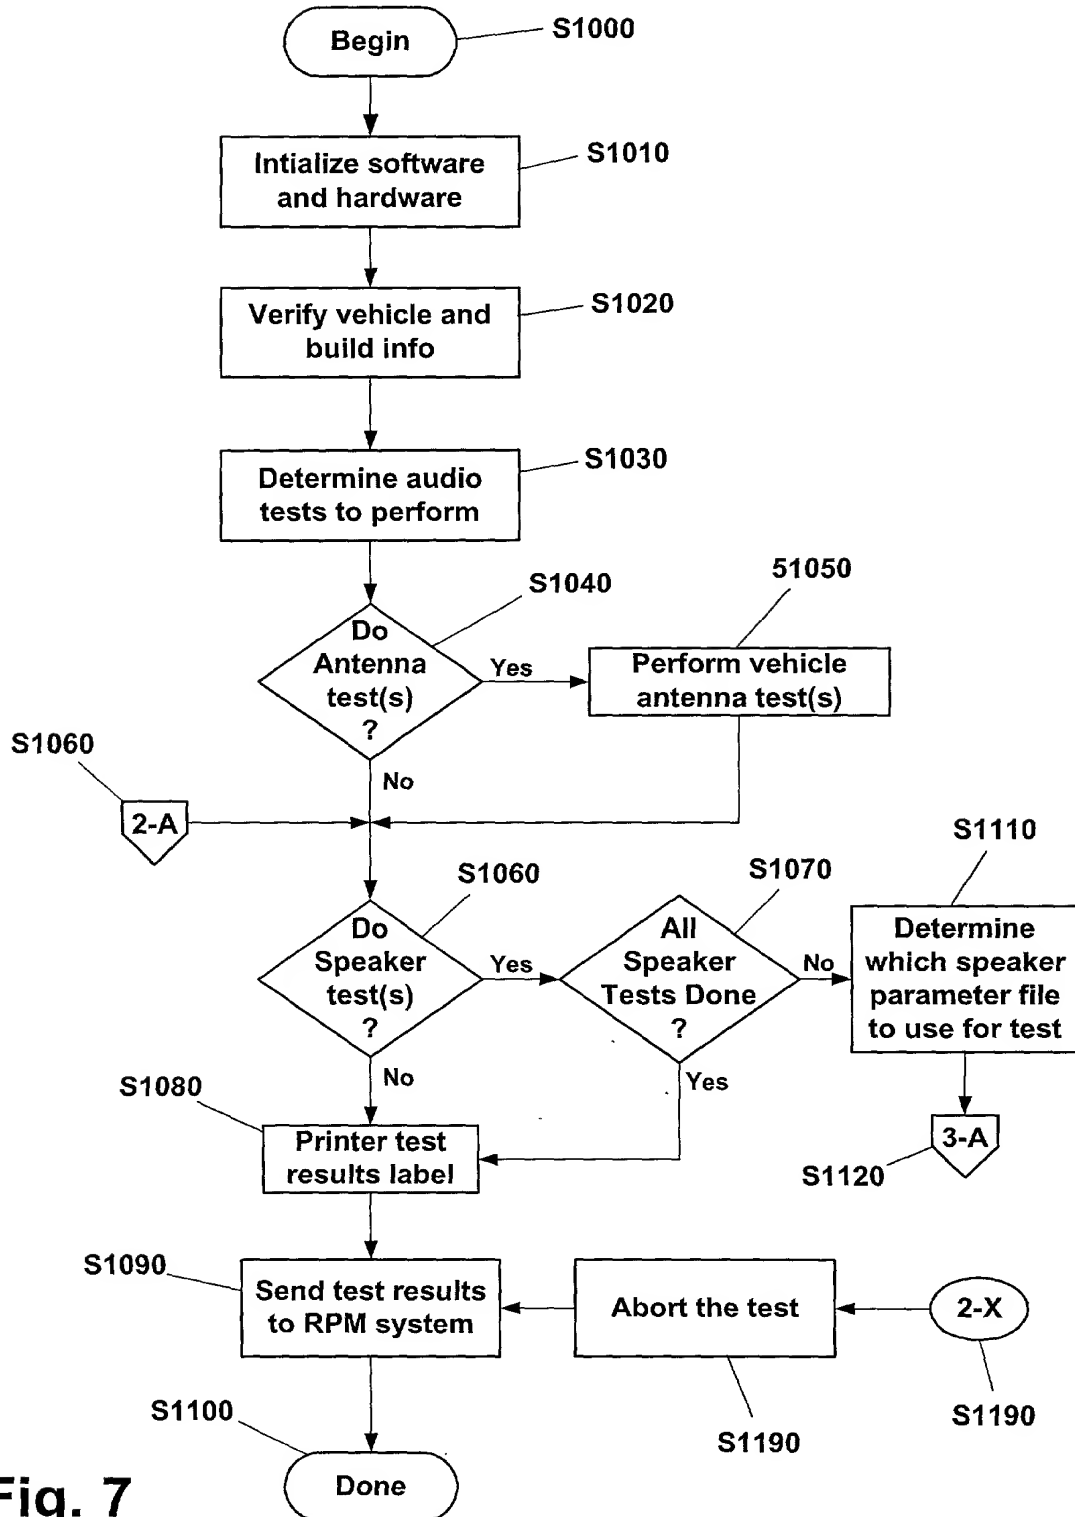 Begin
S1000
Intialize software
and hardware
S1010
Verify vehicle and
build info
S1020
Determine audio
tests to perform
S1030
Do
Antenna
test(s)
?
S1040
Yes
No
Perform vehicle
antenna test(s)
51050
S1060
2-A
Do
Speaker
test(s)
?
S1060
Yes
No
All
Speaker
Tests Done
?
S1070
No
Yes
Determine
which speaker
parameter file
to use for test
S1110
3-A
S1120
S1080
Printer test
results label
S1090
Send test results
to RPM system
Abort the test
S1190
2-X
S1190
S1100
Done
Fig. 7